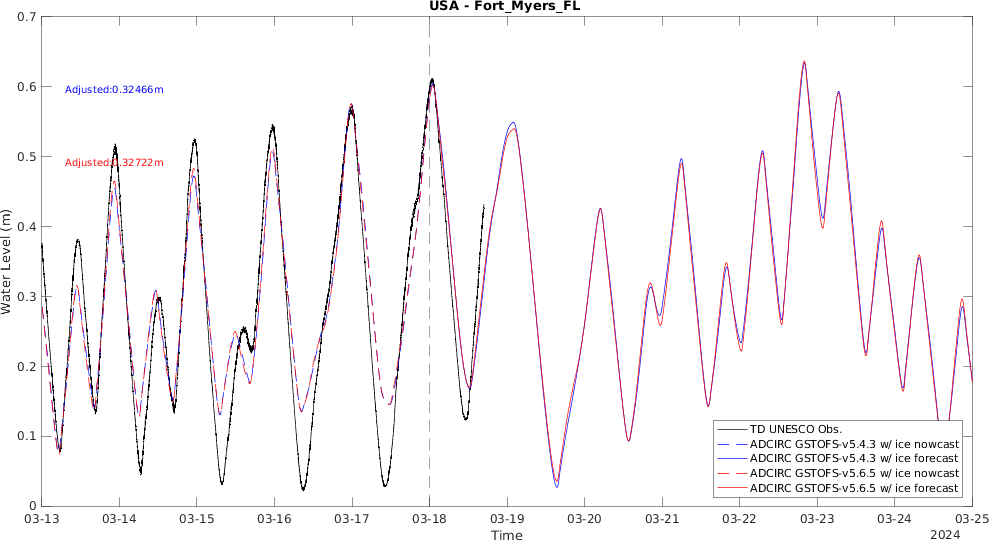 USA - Fort_Myers_FL
0.7
0.6
0.5
0.4
0.3
0.2
0.1
0
Water Level (m)
Adjusted:0.32466m
Adjusted:0.32722m
TD UNESCO Obs.
ADCIRC GSTOFS-v5.4.3 w/ ice nowcast
ADCIRC GSTOFS-v5.4.3 w/ ice forecast
ADCIRC GSTOFS-v5.6.5 w/ ice nowcast
ADCIRC GSTOFS-v5.6.5 w/ ice forecast
03-13 03-14 03-15 03-16 03-17 03-18 03-19 03-20 03-21 03-22 03-23 03-24 03-25
Time
2024